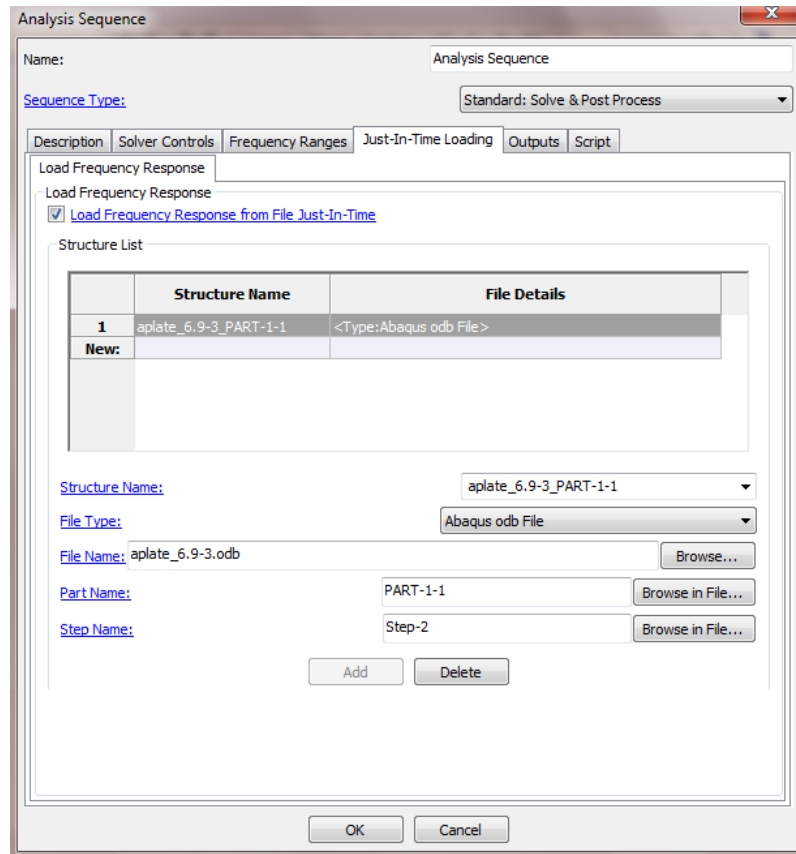 Analysis Sequence
Name: Analysis Sequence
Sequence Type: Standard: Solve & Post Process
Description Solver Controls Frequency Ranges Just-In-Time Loading Outputs Script
Load Frequency Response
Load Frequency Response
Load Frequency Response from File Just-In-Time
Structure List
Structure Name File Details
1 aplate_6.9-3_PART-1-1 <Type:Abaqus odb File>
New:
Structure Name: aplate_6.9-3_PART-1-1
File Type: Abaqus odb File
File Name: aplate_6.9-3.odb Browse...
Part Name: PART-1-1 Browse in File...
Step Name: Step-2 Browse in File...
Add Delete
OK Cancel